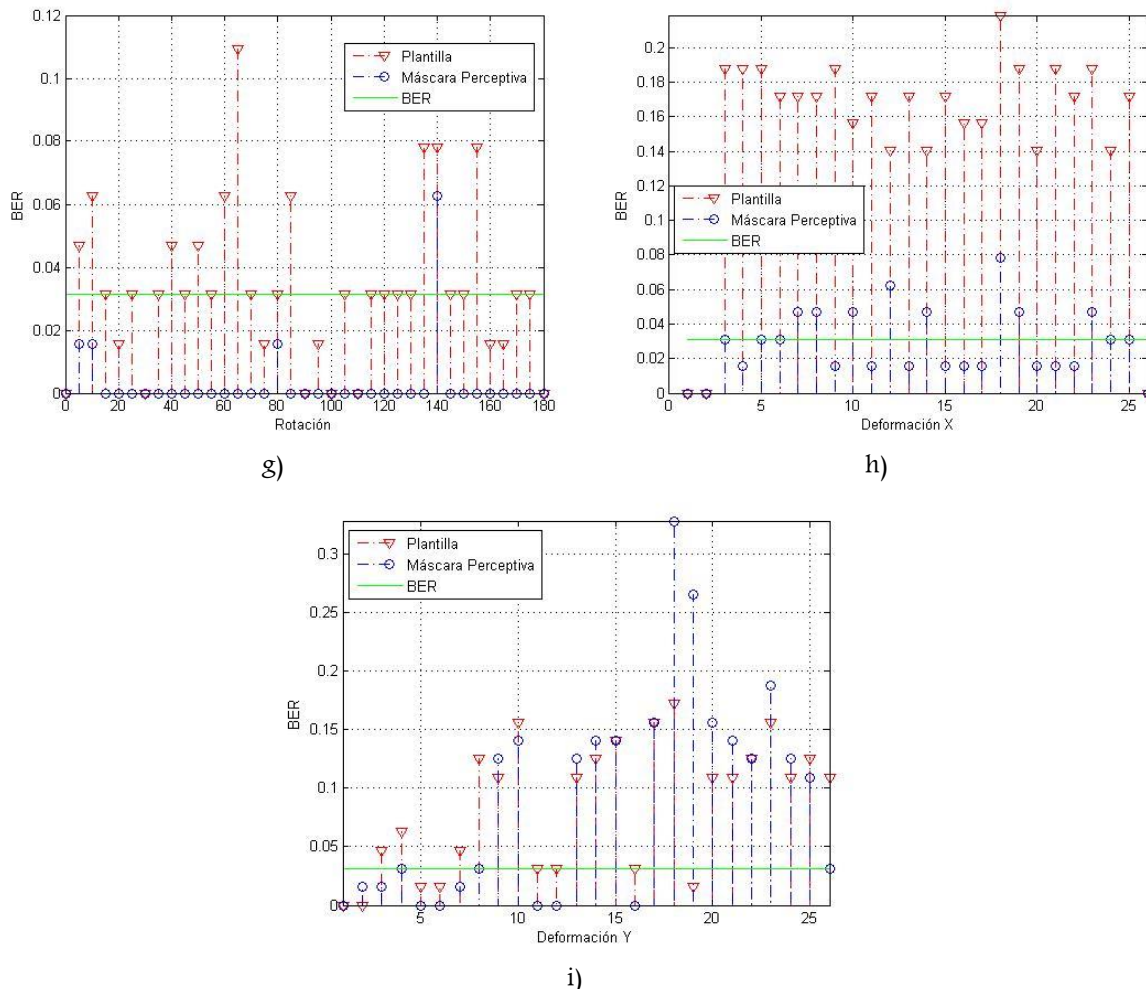 0.12
0.1
0.08
0.06
0.04
0.02
0
BER
0 20 40 60 80 100 120 140 160 180
Rotación
Plantilla
Máscara Perceptiva
BER
g)
0.2
0.18
0.16
0.14
0.12
0.1
0.08
0.06
0.04
0.02
0
BER
0 5 10 15 20 25
Deformación X
Plantilla
Máscara Perceptiva
BER
h)
0.3
0.25
0.2
0.15
0.1
0.05
0
BER
5 10 15 20 25
Deformación Y
Plantilla
Máscara Perceptiva
BER
i)